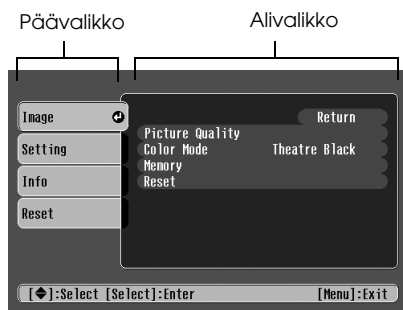 Päävalikko
Alivalikko
Image
Setting
Info
Reset
Return
Picture Quality
Color Mode Theatre Black
Memory
Reset
[◆]:Select [Select]:Enter [Menu]:Exit